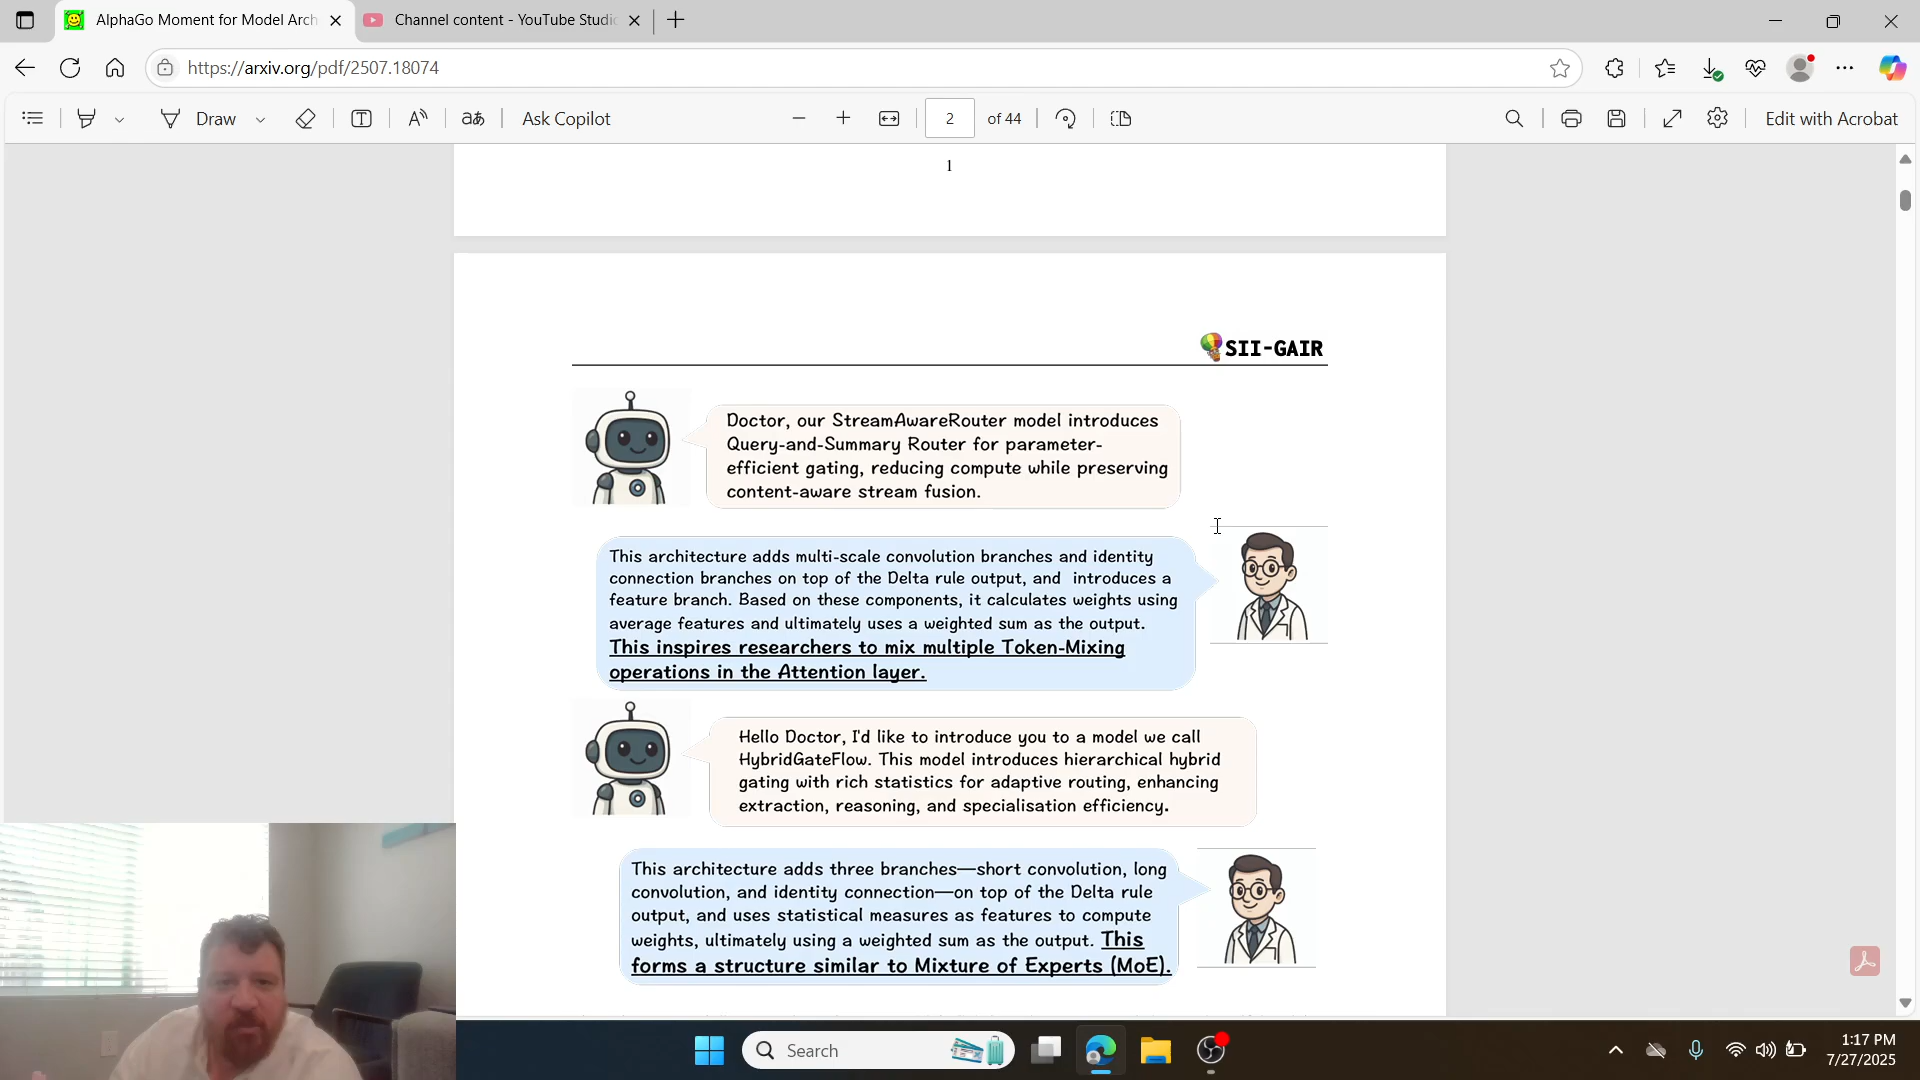 AlphaGo Moment for Model Arch
Channel content - YouTube Studio
https://arxiv.org/pdf/2507.18074
Draw
aあ
Ask Copilot
2
of 44
Edit with Acrobat
1
SII-GAIR
Doctor, our StreamAwareRouter model introduces
Query-and-Summary Router for parameter-
efficient gating, reducing compute while preserving
content-aware stream fusion.
This architecture adds multi-scale convolution branches and identity
connection branches on top of the Delta rule output, and introduces a
feature branch. Based on these components, it calculates weights using
average features and ultimately uses a weighted sum as the output.
This inspires researchers to mix multiple Token-Mixing
operations in the Attention layer.
Hello Doctor, I'd like to introduce you to a model we call
HybridGateFlow. This model introduces hierarchical hybrid
gating with rich statistics for adaptive routing, enhancing
extraction, reasoning, and specialisation efficiency.
This architecture adds three branches—short convolution, long
convolution, and identity connection—on top of the Delta rule
output, and uses statistical measures as features to compute
weights, ultimately using a weighted sum as the output. This
forms a structure similar to Mixture of Experts (MoE).
Search
1:17 PM
7/27/2025